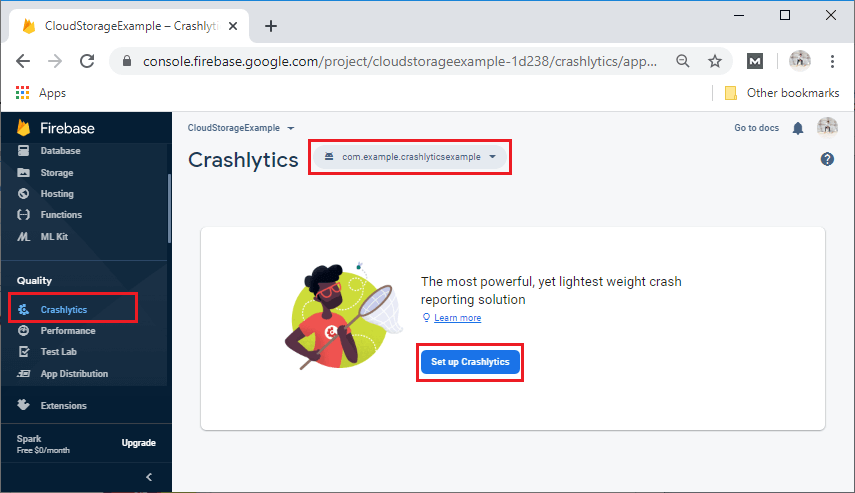 CloudStorageExample – Crashlyti
console.firebase.google.com/project/cloudstorageexample-1d238/crashlytics/app...
Apps
Other bookmarks
Firebase
Database
Storage
Hosting
Functions
ML Kit
Quality
Crashlytics
Performance
Test Lab
App Distribution
Extensions
Spark
Free $0/month
Upgrade
CloudStorageExample
Go to docs
Crashlytics
com.example.crashlyticsexample
The most powerful, yet lightest weight crash
reporting solution
Learn more
Set up Crashlytics